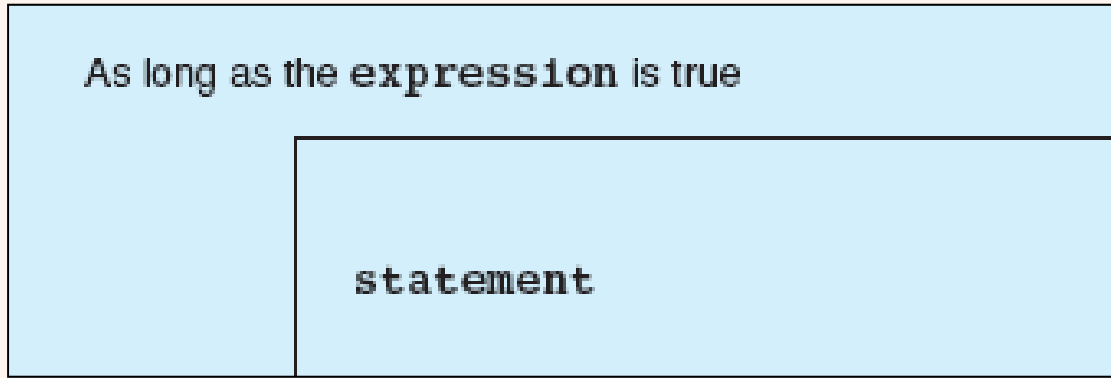 As long as the expression is true
statement